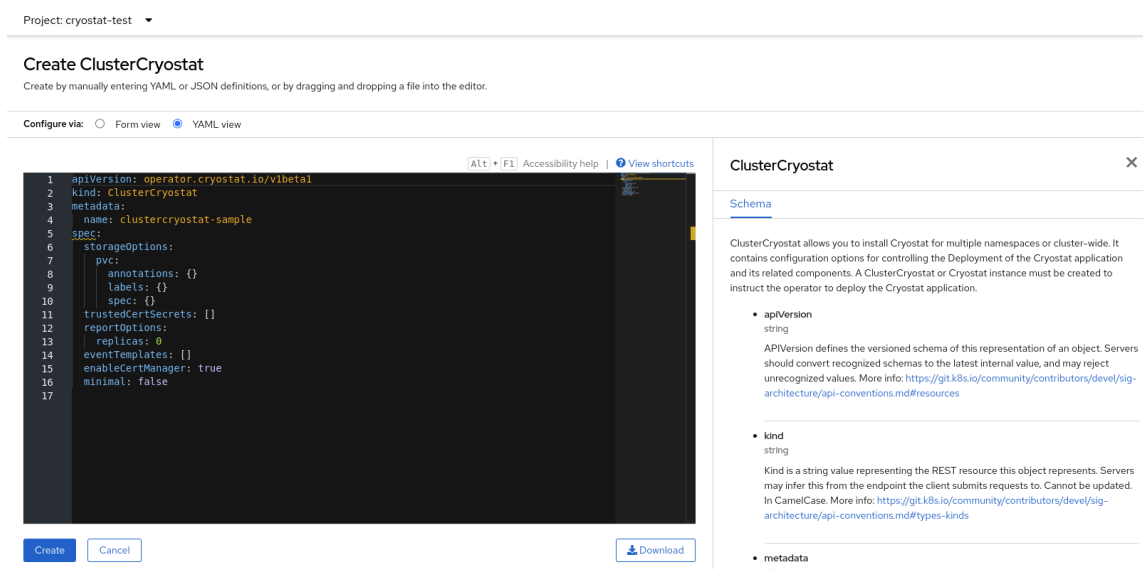 Project: cryostat-test
Create ClusterCryostat
Create by manually entering YAML or JSON definitions, or by dragging and dropping a file into the editor.
Configure via: Form view YAML view
Alt + F1 Accessibility help | View shortcuts
1 apiVersion: operator.cryostat.io/v1beta1
2 kind: ClusterCryostat
3 metadata:
4   name: clustercryostat-sample
5 spec:
6   storageOptions:
7     pvc:
8       annotations: {}
9       labels: {}
10       spec: {}
11   trustedCertSecrets: []
12   reportOptions:
13     replicas: 0
14   eventTemplates: []
15   enableCertManager: true
16   minimal: false
17
Create Cancel Download
ClusterCryostat
Schema
ClusterCryostat allows you to install Cryostat for multiple namespaces or cluster-wide. It
contains configuration options for controlling the Deployment of the Cryostat application
and its related components. A ClusterCryostat or Cryostat instance must be created to
instruct the operator to deploy the Cryostat application.
• apiVersion
string
APIVersion defines the versioned schema of this representation of an object. Servers
should convert recognized schemas to the latest internal value, and may reject
unrecognized values. More info: https://git.k8s.io/community/contributors/devel/sig-
architecture/api-conventions.md#resources
• kind
string
Kind is a string value representing the REST resource this object represents. Servers
may infer this from the endpoint the client submits requests to. Cannot be updated.
In CamelCase. More info: https://git.k8s.io/community/contributors/devel/sig-
architecture/api-conventions.md#types-kinds
• metadata